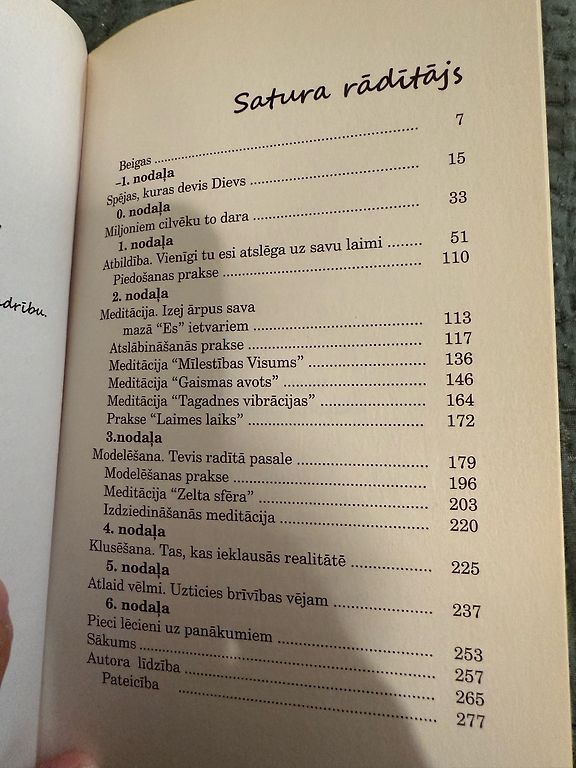 drību.
Satura rādītājs
Beigas ........ 7
–1. nodaļa
Spējas, kuras devis Dievs ........ 15
0. nodaļa
Miljoniem cilvēku to dara ........ 33
1. nodaļa
Atbildība. Vienīgi tu esi atslēga uz savu laimi ........ 51
Piedošanas prakse ........ 110
2. nodaļa
Meditācija. Izej ārpus sava
mazā “Es” ietvariem ........ 113
Atslābināšanās prakse ........ 117
Meditācija “Mīlestības Visums” ........ 136
Meditācija “Gaismas avots” ........ 146
Meditācija “Tagadnes vibrācijas” ........ 164
Prakse “Laimes laiks” ........ 172
3.nodaļa
Modelēšana. Tevis radītā pasale ........ 179
Modelēšanas prakse ........ 196
Meditācija “Zelta sfēra” ........ 203
Izdziedināšanās meditācija ........ 220
4. nodaļa
Klusēšana. Tas, kas ieklausās realitātē ........ 225
5. nodaļa
Atlaid vēlmi. Uzticies brīvības vējam ........ 237
6. nodaļa
Pieci lēcieni uz panākumiem ........ 253
Sākums ........ 257
Autora līdzība ........ 265
Pateicība ........ 277